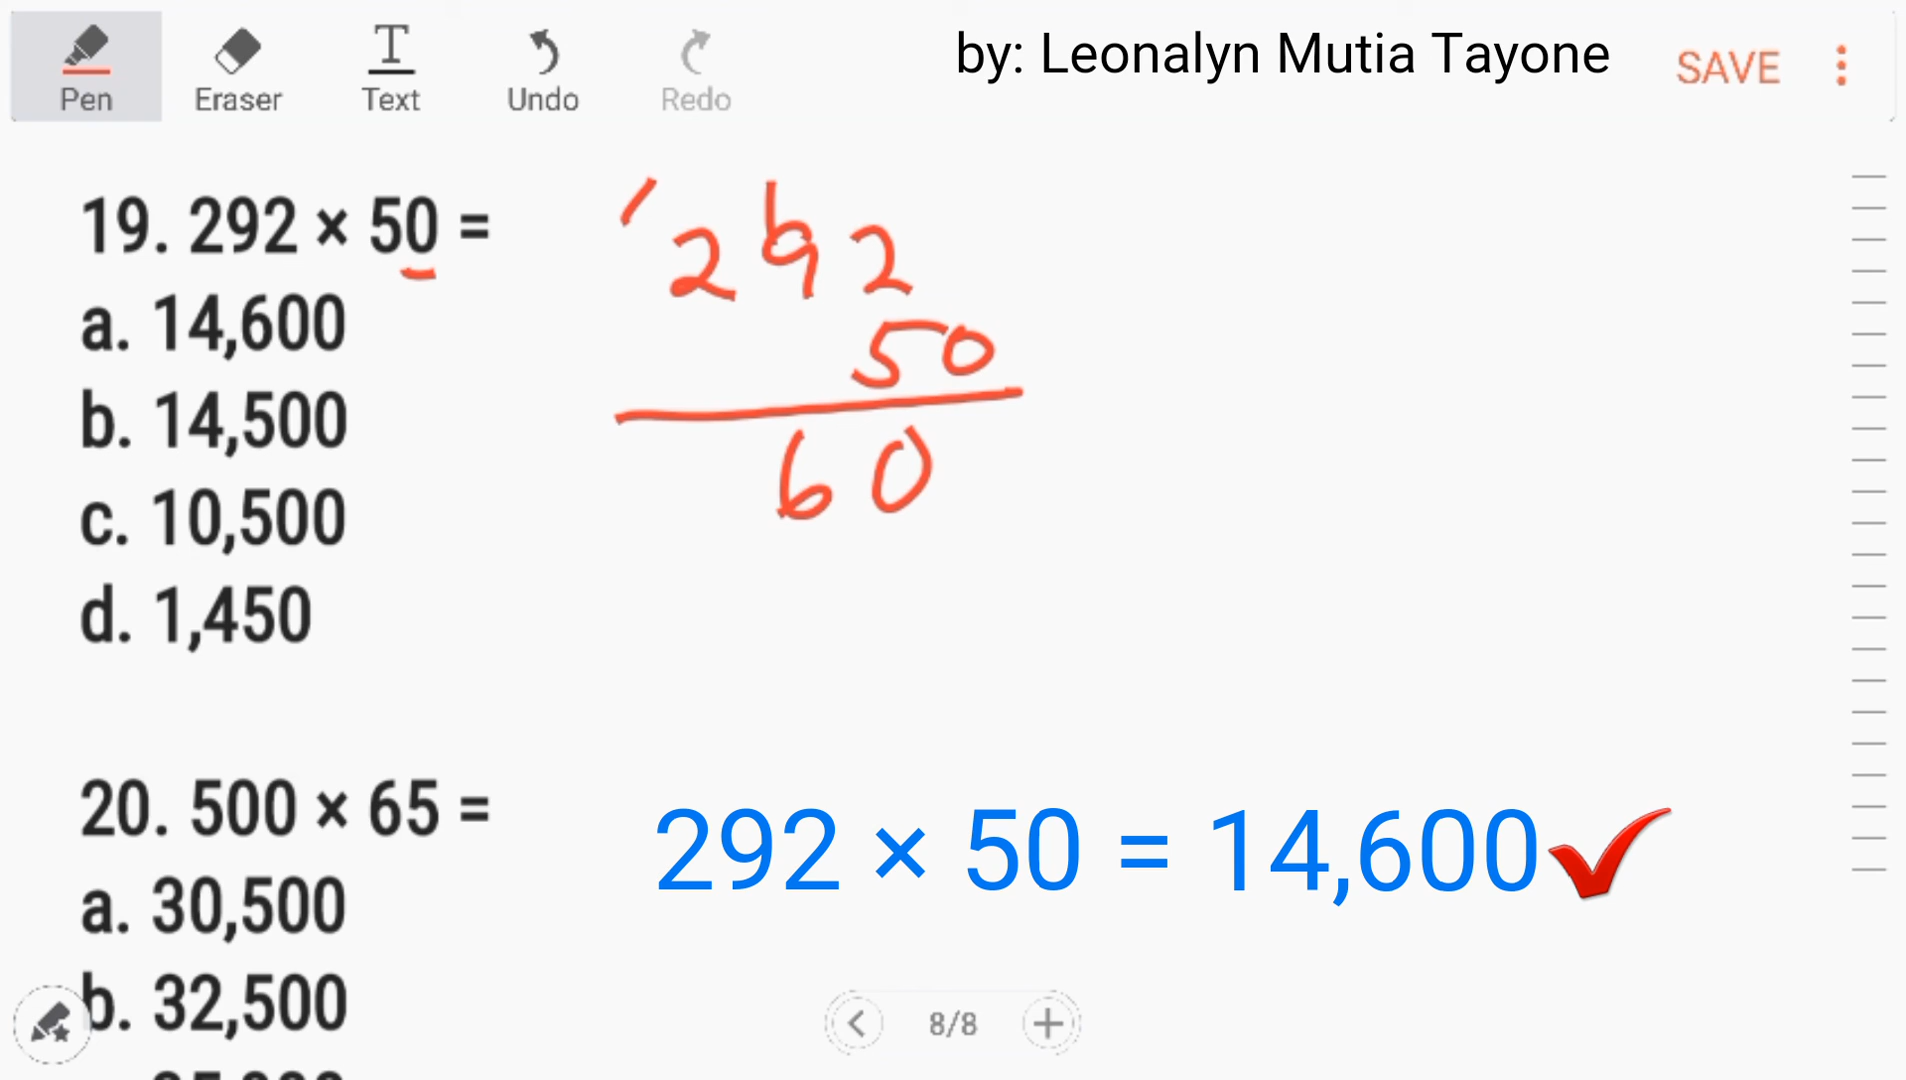 Pen
Eraser
Text
Undo
Redo
by: Leonalyn Mutia Tayone
SAVE
19. 292 × 50 =
a. 14,600
b. 14,500
c. 10,500
d. 1,450
292
50
60
20. 500 × 65 =
a. 30,500
b. 32,500
292 × 50 = 14,600
8/8